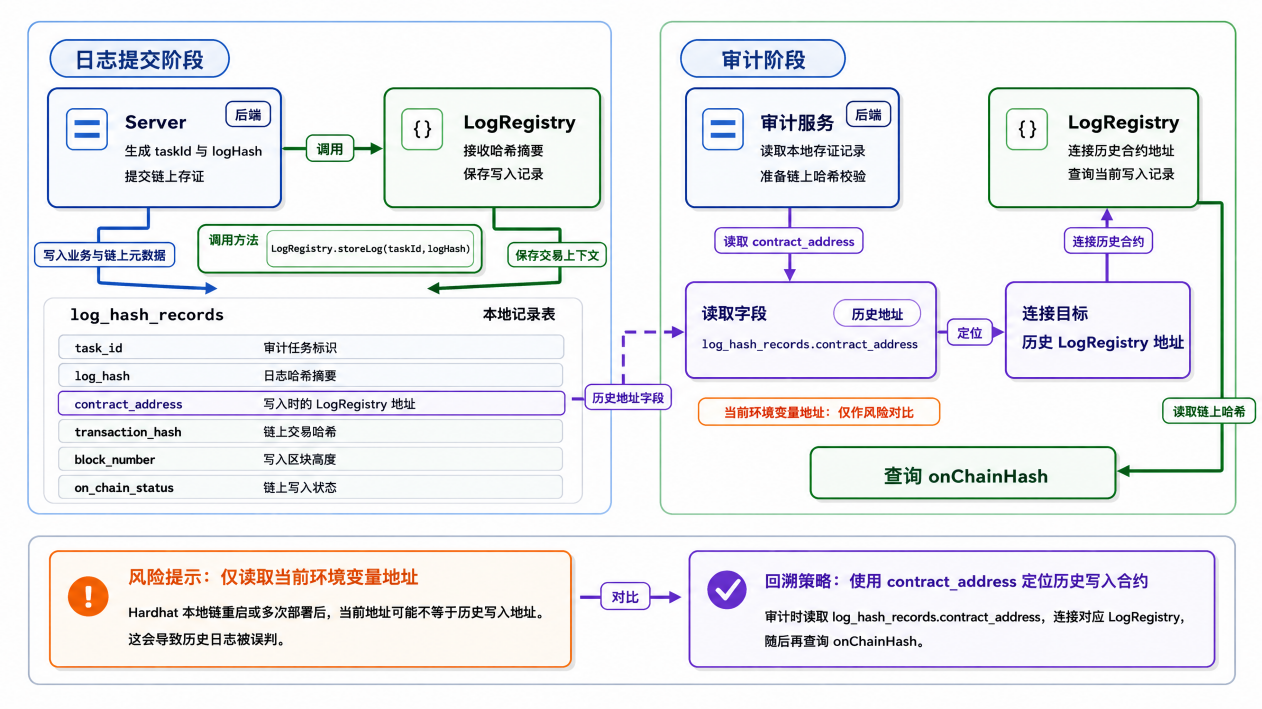 日志提交阶段
Server
后端
生成 taskId 与 logHash
提交链上存证
调用
{}
LogRegistry
接收哈希摘要
保存写入记录
写入业务与链上元数据
调用方法
LogRegistry.storeLog(taskId,logHash)
保存交易上下文
log_hash_records
本地记录表
task_id 审计任务标识
log_hash 日志哈希摘要
contract_address 写入时的 LogRegistry 地址
transaction_hash 链上交易哈希
block_number 写入区块高度
on_chain_status 链上写入状态
历史地址字段
审计阶段
审计服务
后端
读取本地存证记录
准备链上哈希校验
{}
LogRegistry
连接历史合约地址
查询当前写入记录
读取 contract_address
连接历史合约
读取字段
历史地址
log_hash_records.contract_address
定位
连接目标
历史 LogRegistry 地址
当前环境变量地址：仅作风险对比
读取链上哈希
查询 onChainHash
风险提示：仅读取当前环境变量地址
Hardhat 本地链重启或多次部署后，当前地址可能不等于历史写入地址。
这会导致历史日志被误判。
对比
回溯策略：使用 contract_address 定位历史写入合约
审计时读取 log_hash_records.contract_address，连接对应 LogRegistry，
随后再查询 onChainHash。